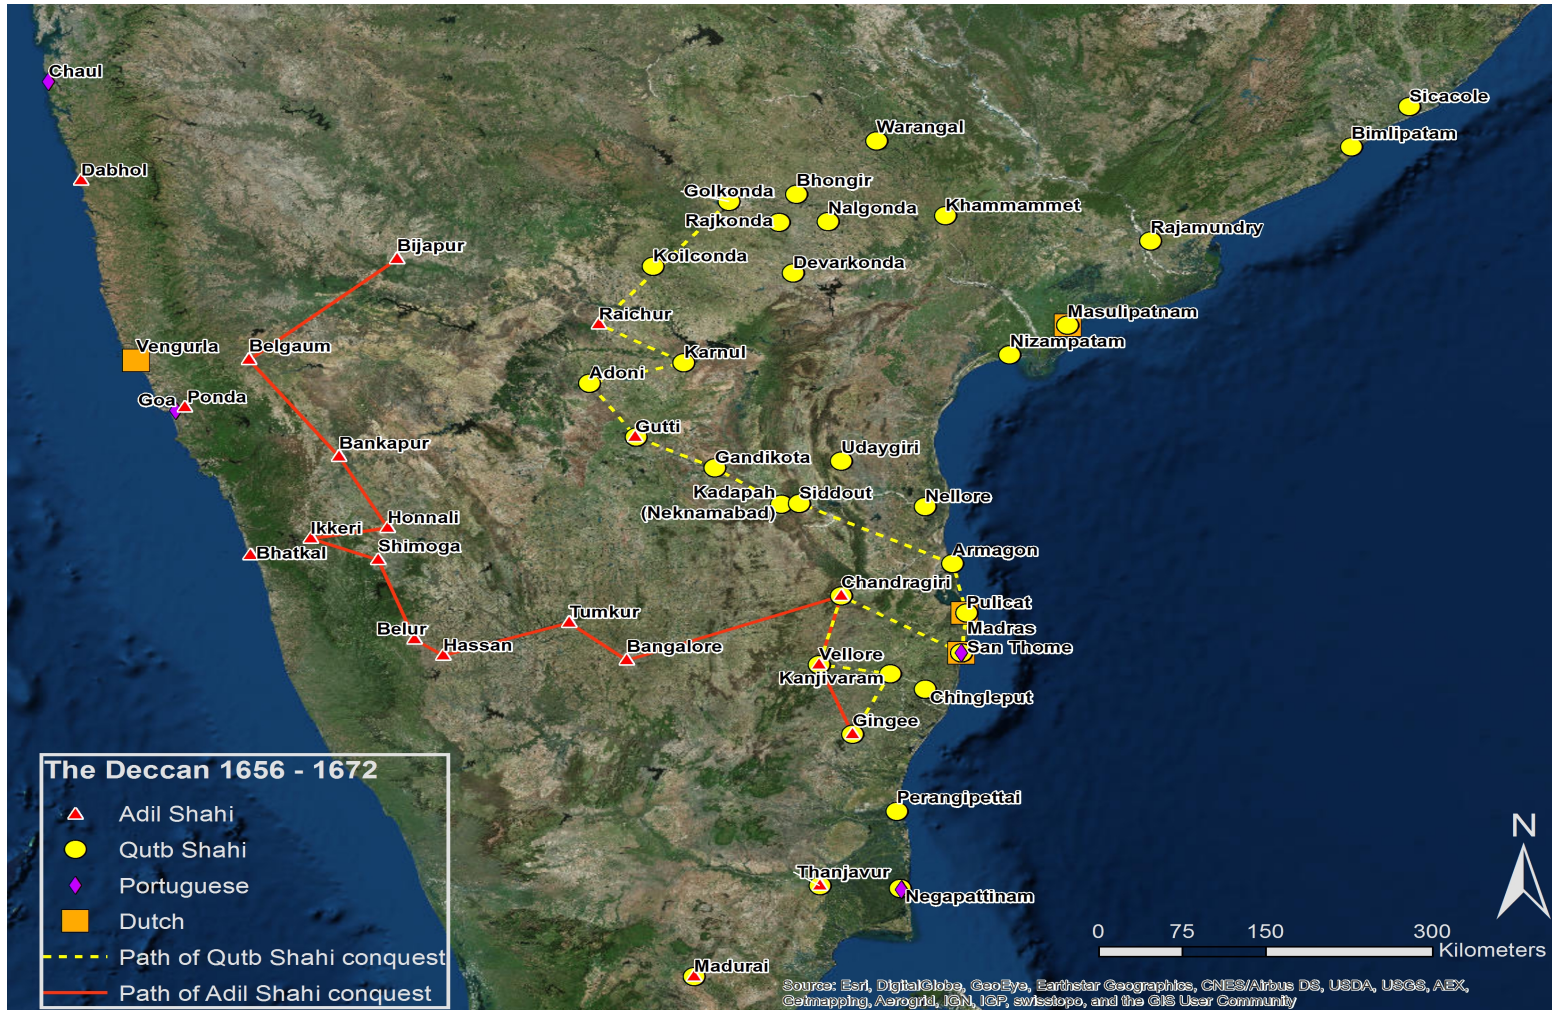 Chaul
Sicacole
Warangal
Bimlipatam
Dabhol
Bhongir
Golkonda
Nalgonda
Khammammet
Rajkonda
Rajamundry
Bijapur
Koilconda
Devarkonda
Raichur
Masulipatnam
Vengurla
Belgaum
Karnul
Nizampatam
Adoni
Goa
Ponda
Gutti
Bankapur
Udaygiri
Gandikota
Kadapah
(Neknamabad)
Siddout
Nellore
Honnali
Ikkeri
Shimoga
Bhatkal
Armagon
Chandragiri
Pulicat
Tumkur
Madras
Belur
Hassan
Bangalore
San Thome
Vellore
Kanjivaram
Chingleput
Gingee
Perangipettai
Thanjavur
Negapattinam
Madurai
The Deccan 1656 - 1672
Adil Shahi
Qutb Shahi
Portuguese
Dutch
Path of Qutb Shahi conquest
Path of Adil Shahi conquest
N
0 75 150 300
Kilometers
Source: Esri, DigitalGlobe, GeoEye, Earthstar Geographics, CNES/Airbus DS, USDA, USGS, AEX,
Getmapping, Aerogrid, IGN, IGP, swisstopo, and the GIS User Community